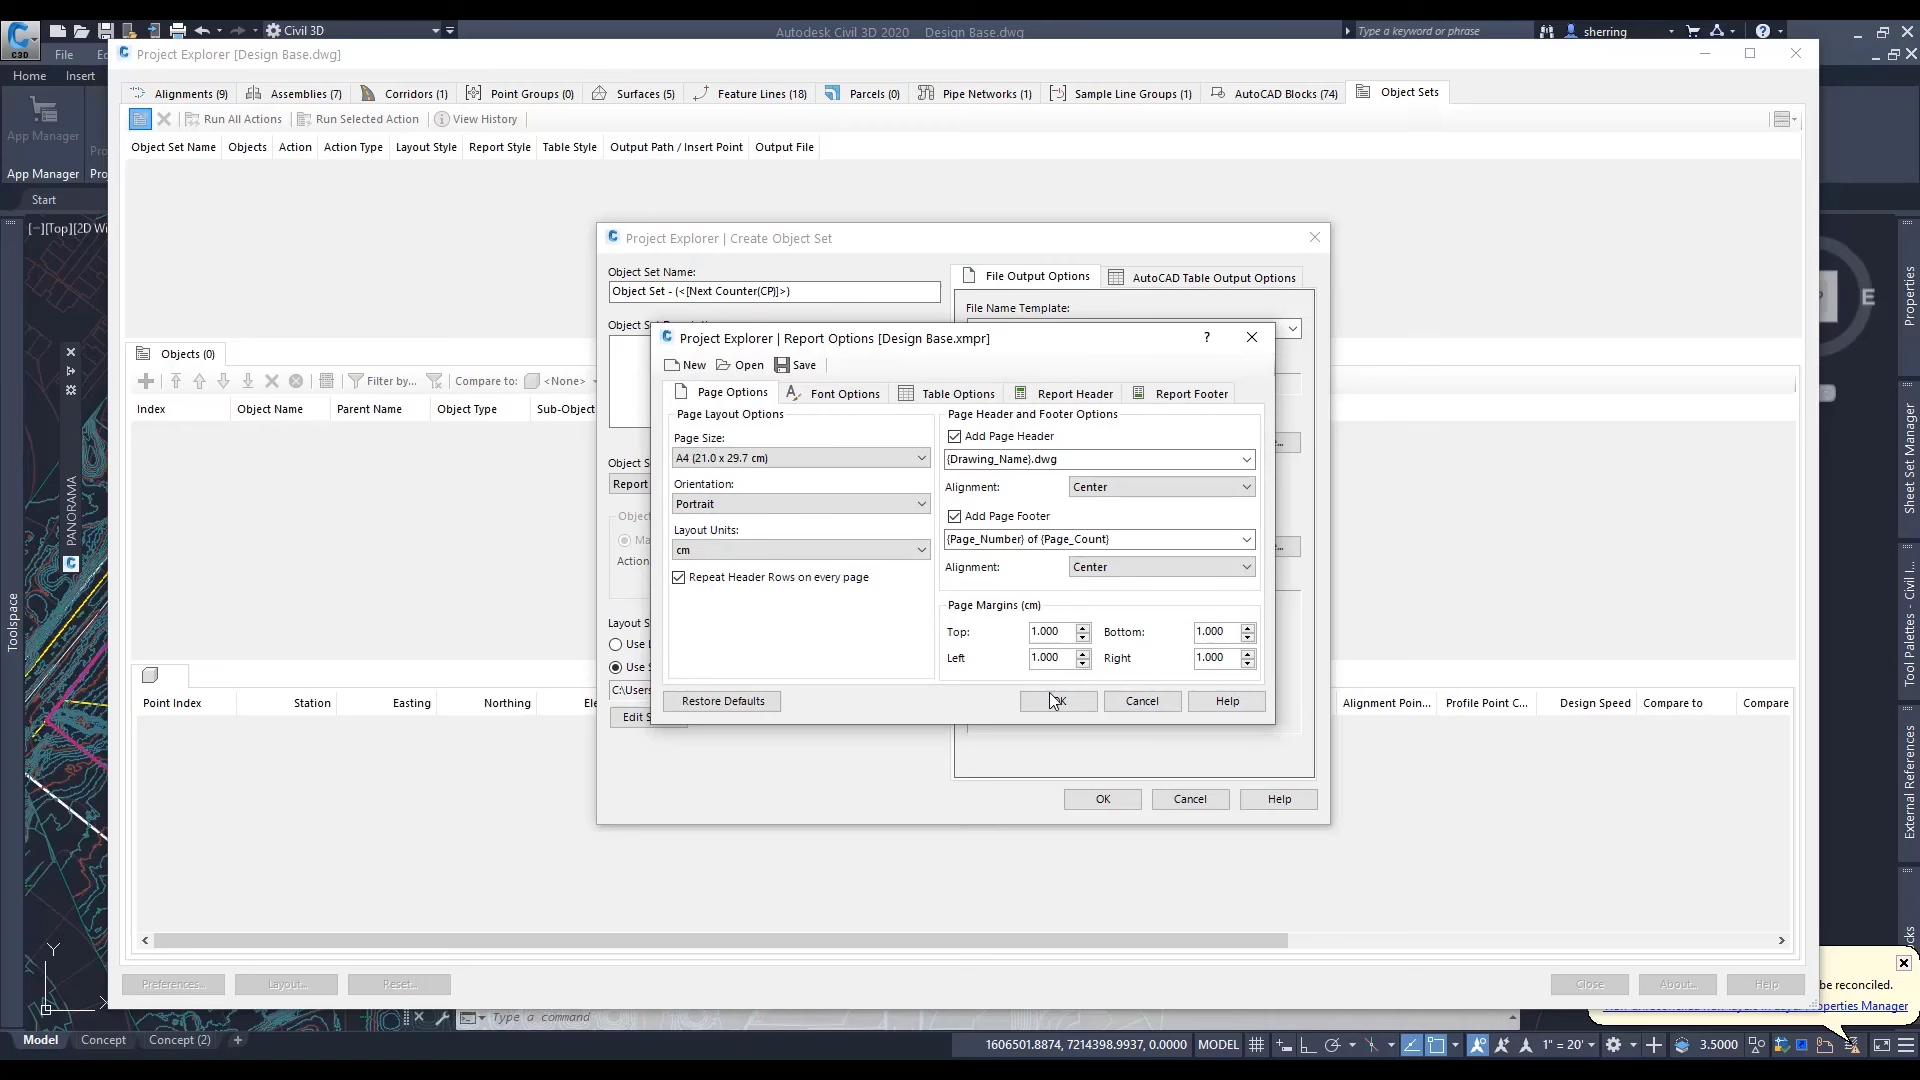 Civil 3D
Autodesk Civil 3D 2020 Design Base.dwg
Type a keyword or phrase
sherring
C3D
File
Project Explorer [Design Base.dwg]
Home Insert
Alignments (9) Assemblies (7) Corridors (1) Point Groups (0) Surfaces (5) Feature Lines (18) Parcels (0) Pipe Networks (1) Sample Line Groups (1) AutoCAD Blocks (74) Object Sets
Run All Actions Run Selected Action View History
App Manager
Object Set Name Objects Action Action Type Layout Style Report Style Table Style Output Path / Insert Point Output File
App Manager
Start
[−][Top][2D Wi
Project Explorer | Create Object Set
Object Set Name:
Object Set - (<[Next Counter(CP)]>)
File Output Options AutoCAD Table Output Options
File Name Template:
Project Explorer | Report Options [Design Base.xmpr]
New Open Save
Page Options Font Options Table Options Report Header Report Footer
Page Layout Options
Page Size:
A4 (21.0 x 29.7 cm)
Orientation:
Portrait
Layout Units:
cm
Repeat Header Rows on every page
Page Header and Footer Options
Add Page Header
{Drawing_Name}.dwg
Alignment: Center
Add Page Footer
{Page_Number} of {Page_Count}
Alignment: Center
Page Margins (cm)
Top: 1.000 Bottom: 1.000
Left 1.000 Right 1.000
Restore Defaults Cancel Help
Report
Action
Layout S
C:\Users
Edit S
OK Cancel Help
Objects (0)
Filter by... Compare to: <None>
Index Object Name Parent Name Object Type Sub-Object
Point Index Station Easting Northing Ele Alignment Poin... Profile Point C... Design Speed Compare to Compare
Preferences... Layout... Reset... Close About... Help
PANORAMA
Toolspace
E
Properties
Sheet Set Manager
Tool Palettes - Civil I...
External References
be reconciled.
Type a command
Y
X
Model Concept Concept (2) +
1606501.8874, 7214398.9937, 0.0000 MODEL 1" = 20' 3.5000